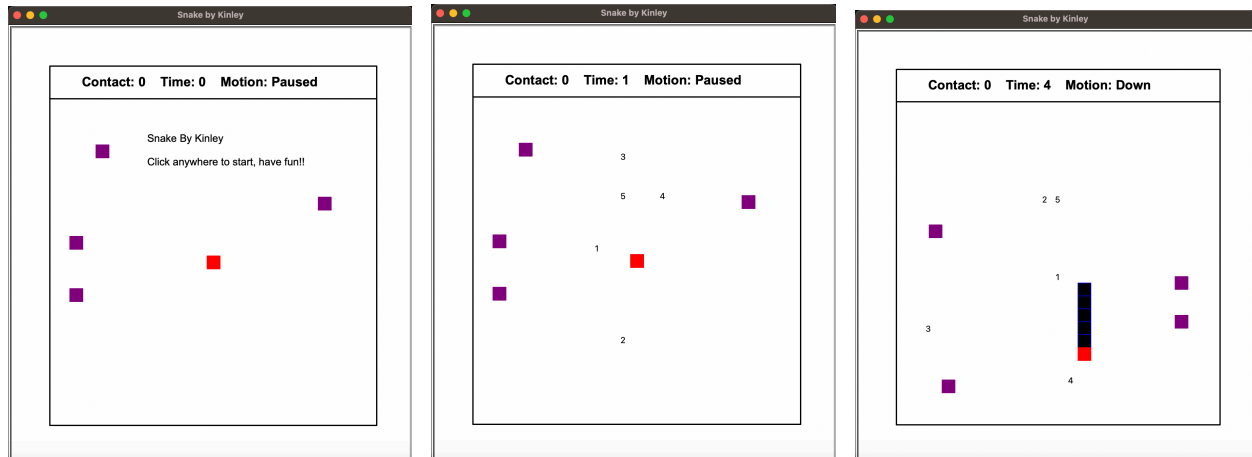 Snake by Kinley
Contact: 0 Time: 0 Motion: Paused
Snake By Kinley
Click anywhere to start, have fun!!
Snake by Kinley
Contact: 0 Time: 1 Motion: Paused
3
5 4
1
2
Snake by Kinley
Contact: 0 Time: 4 Motion: Down
2 5
1
3
4